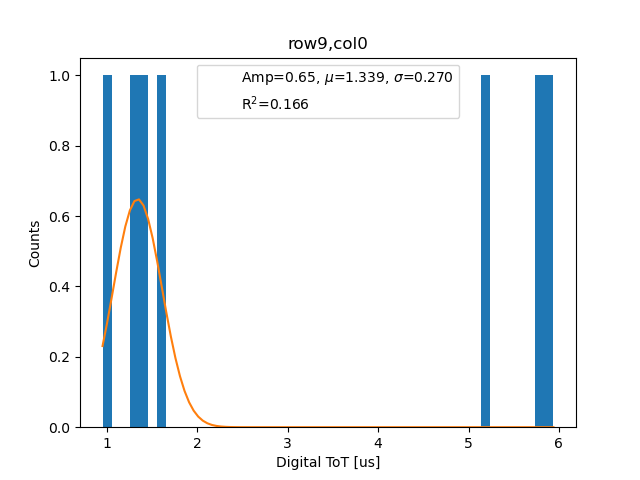 row9,col0
Amp=0.65, μ=1.339, σ=0.270
R²=0.166
1.0
0.8
0.6
0.4
0.2
0.0
Counts
1 2 3 4 5 6
Digital ToT [us]